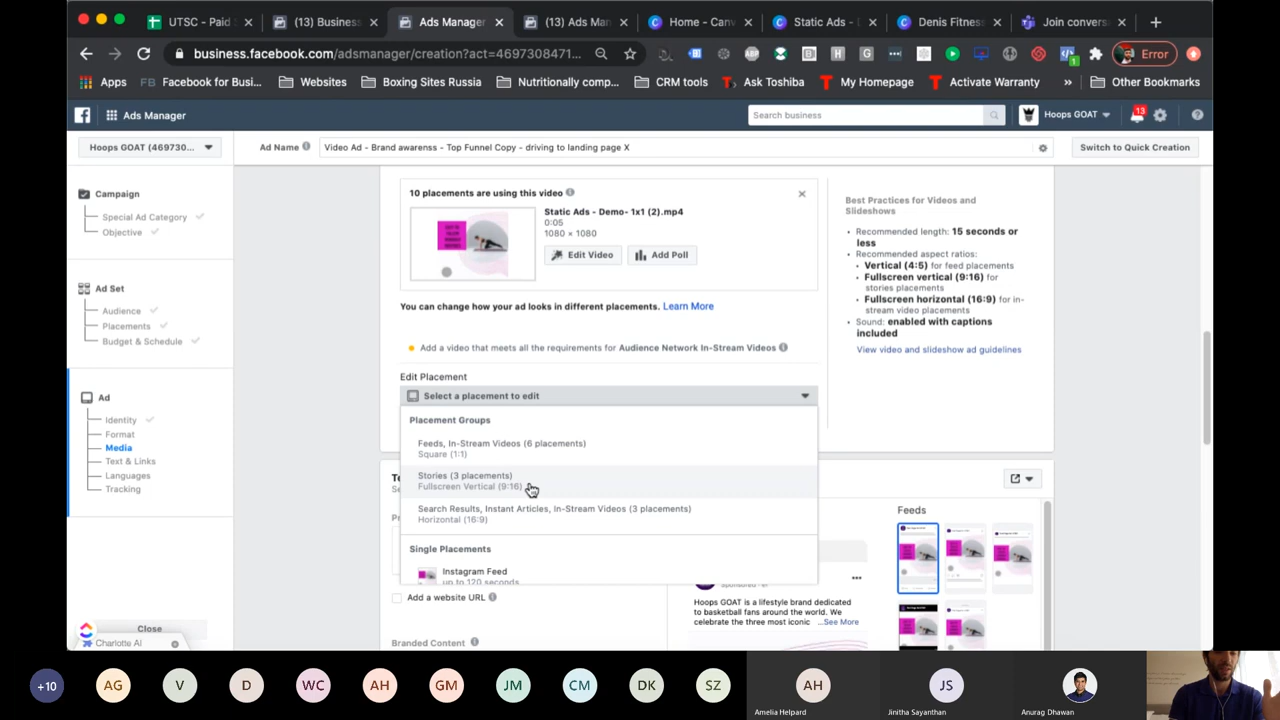 UTSC - Paid S
(13) Business
Ads Manager
(13) Ads Man
Home - Canv
Static Ads - D
Denis Fitness
Join convers
business.facebook.com/adsmanager/creation?act=4697308471...
Error
Apps
Facebook for Busi...
Websites
Boxing Sites Russia
Nutritionally comp...
CRM tools
Ask Toshiba
My Homepage
Activate Warranty
»
Other Bookmarks
Ads Manager
Search business
Hoops GOAT
13
Hoops GOAT (469730...
Ad Name
Video Ad - Brand awarenss - Top Funnel Copy - driving to landing page X
Switch to Quick Creation
Campaign
Special Ad Category
Objective
Ad Set
Audience
Placements
Budget & Schedule
Ad
Identity
Format
Media
Text & Links
Languages
Tracking
Close
Charlotte AI
10 placements are using this video
Static Ads - Demo- 1x1 (2).mp4
0:05
1080 × 1080
Edit Video
Add Poll
You can change how your ad looks in different placements. Learn More
Add a video that meets all the requirements for Audience Network In-Stream Videos
Edit Placement
Select a placement to edit
Placement Groups
Feeds, In-Stream Videos (6 placements)
Square (1:1)
Stories (3 placements)
Fullscreen Vertical (9:16)
Search Results, Instant Articles, In-Stream Videos (3 placements)
Horizontal (16:9)
Single Placements
Instagram Feed
up to 120 seconds
Add a website URL
Branded Content
Best Practices for Videos and
Slideshows
Recommended length: 15 seconds or
less
Recommended aspect ratios:
Vertical (4:5) for feed placements
Fullscreen vertical (9:16) for
stories placements
Fullscreen horizontal (16:9) for in-
stream video placements
Sound: enabled with captions
included
View video and slideshow ad guidelines
Feeds
Hoops GOAT is a lifestyle brand dedicated
to basketball fans around the world. We
celebrate the three most iconic ...See More
+10
AG
V
D
WC
AH
GM
JM
CM
DK
SZ
AH
JS
Amelia Helpard
Jinitha Sayanthan
Anurag Dhawan